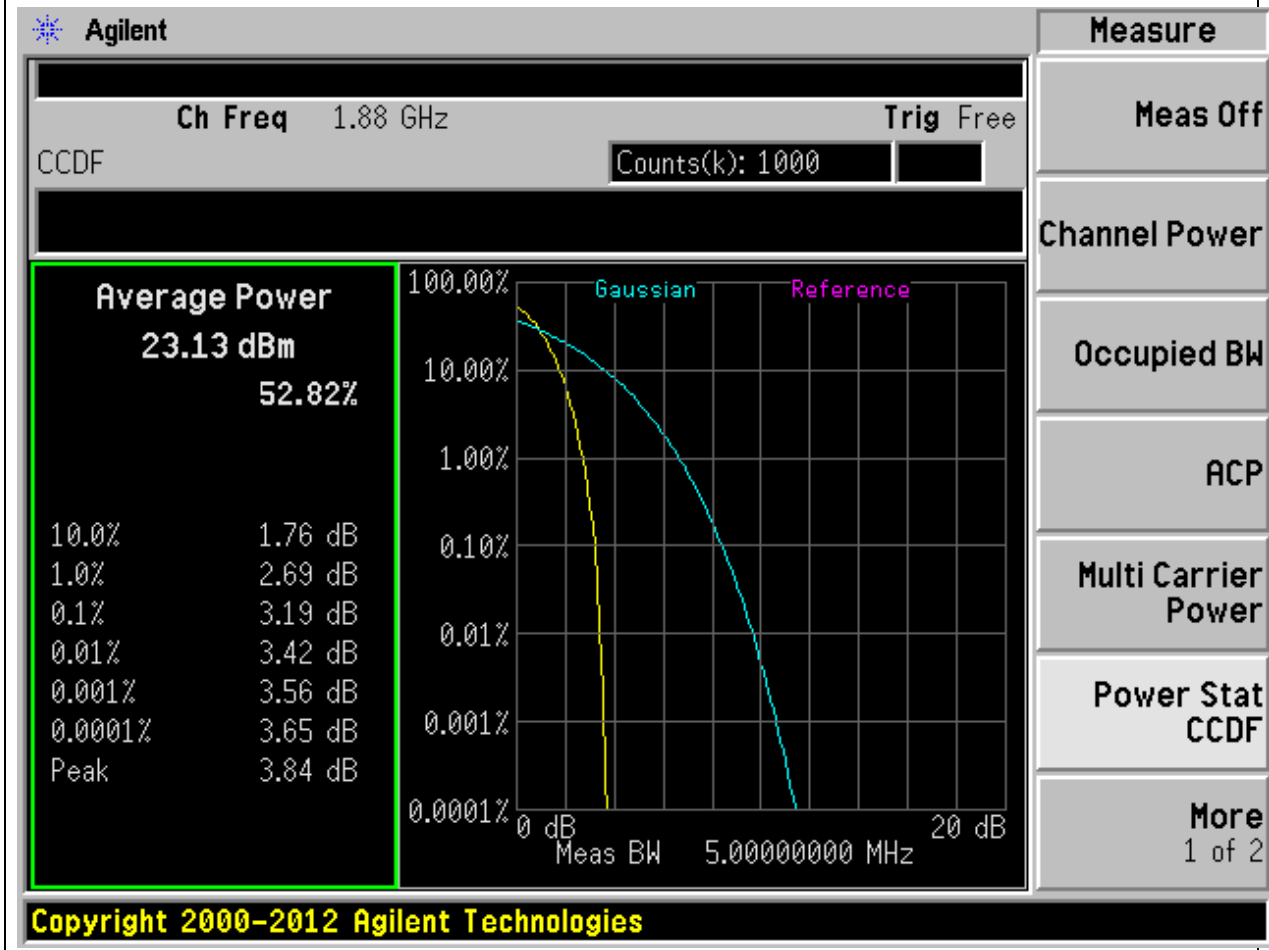 Agilent
Measure
Ch Freq 1.88 GHz Trig Free
CCDF Counts(k): 1000
Meas Off
Channel Power
Occupied BW
ACP
Multi Carrier
Power
Power Stat
CCDF
More
1 of 2
Average Power
23.13 dBm
52.82%
10.0% 1.76 dB
1.0% 2.69 dB
0.1% 3.19 dB
0.01% 3.42 dB
0.001% 3.56 dB
0.0001% 3.65 dB
Peak 3.84 dB
Gaussian Reference
100.00%
10.00%
1.00%
0.10%
0.01%
0.001%
0.0001%
0 dB 20 dB
Meas BW 5.00000000 MHz
Copyright 2000-2012 Agilent Technologies